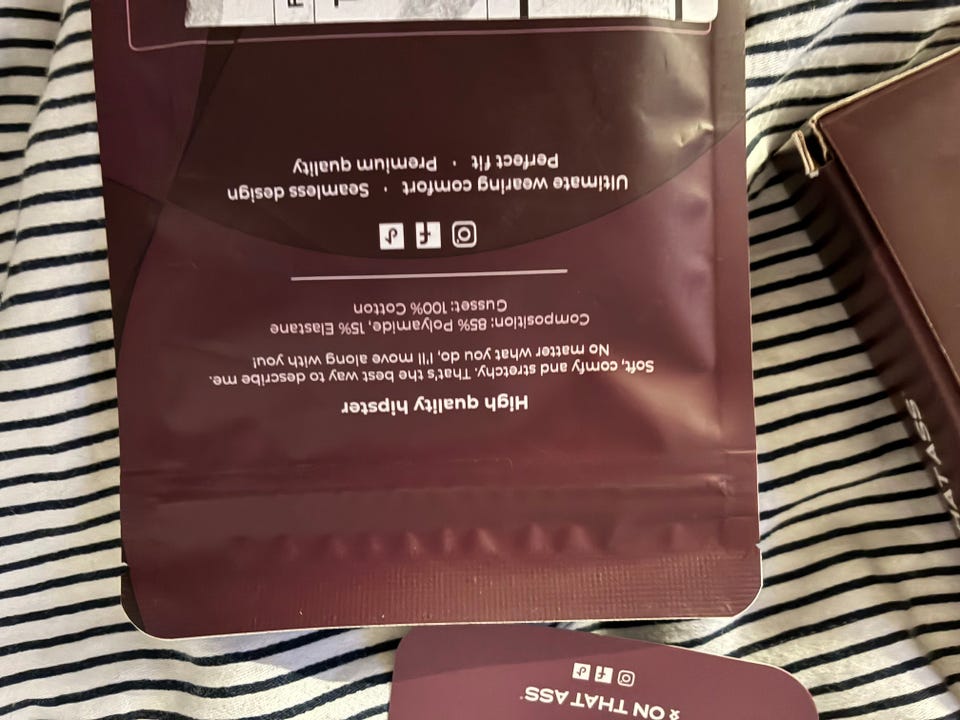 High quality hipster
Soft, comfy and stretchy. That's the best way to describe me.
No matter what you do, I'll move along with you!
Composition: 85% Polyamide, 15% Elastane
Gusset: 100% Cotton
Ultimate wearing comfort · Seamless design
Perfect fit · Premium quality
ON THAT ASS
ASS